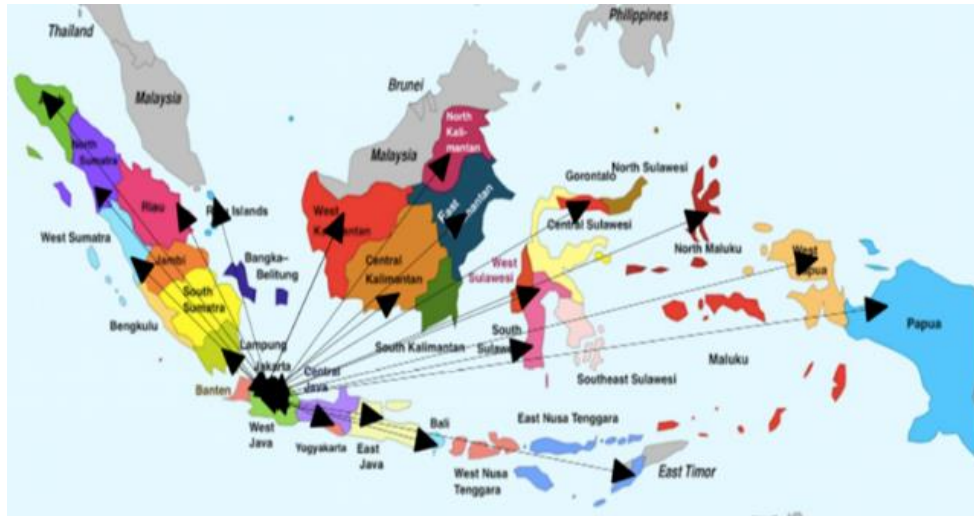 Thailand
Philippines
Malaysia
Brunei
North
Kali-
mantan
Malaysia
North
Sumatra
Riau
Islands
West Sumatra
Jambi
Bangka–
Belitung
South
Sumatra
Bengkulu
Lampung
Jakarta
Banten
West
Java
Central
Java
Yogyakarta
East
Java
Bali
West
Central
Kalimantan
East
South Kalimantan
Gorontalo
North Sulawesi
Central Sulawesi
West
Sulawesi
South
Southeast Sulawesi
North Maluku
Maluku
West
Papua
East Nusa Tenggara
West Nusa
Tenggara
East Timor